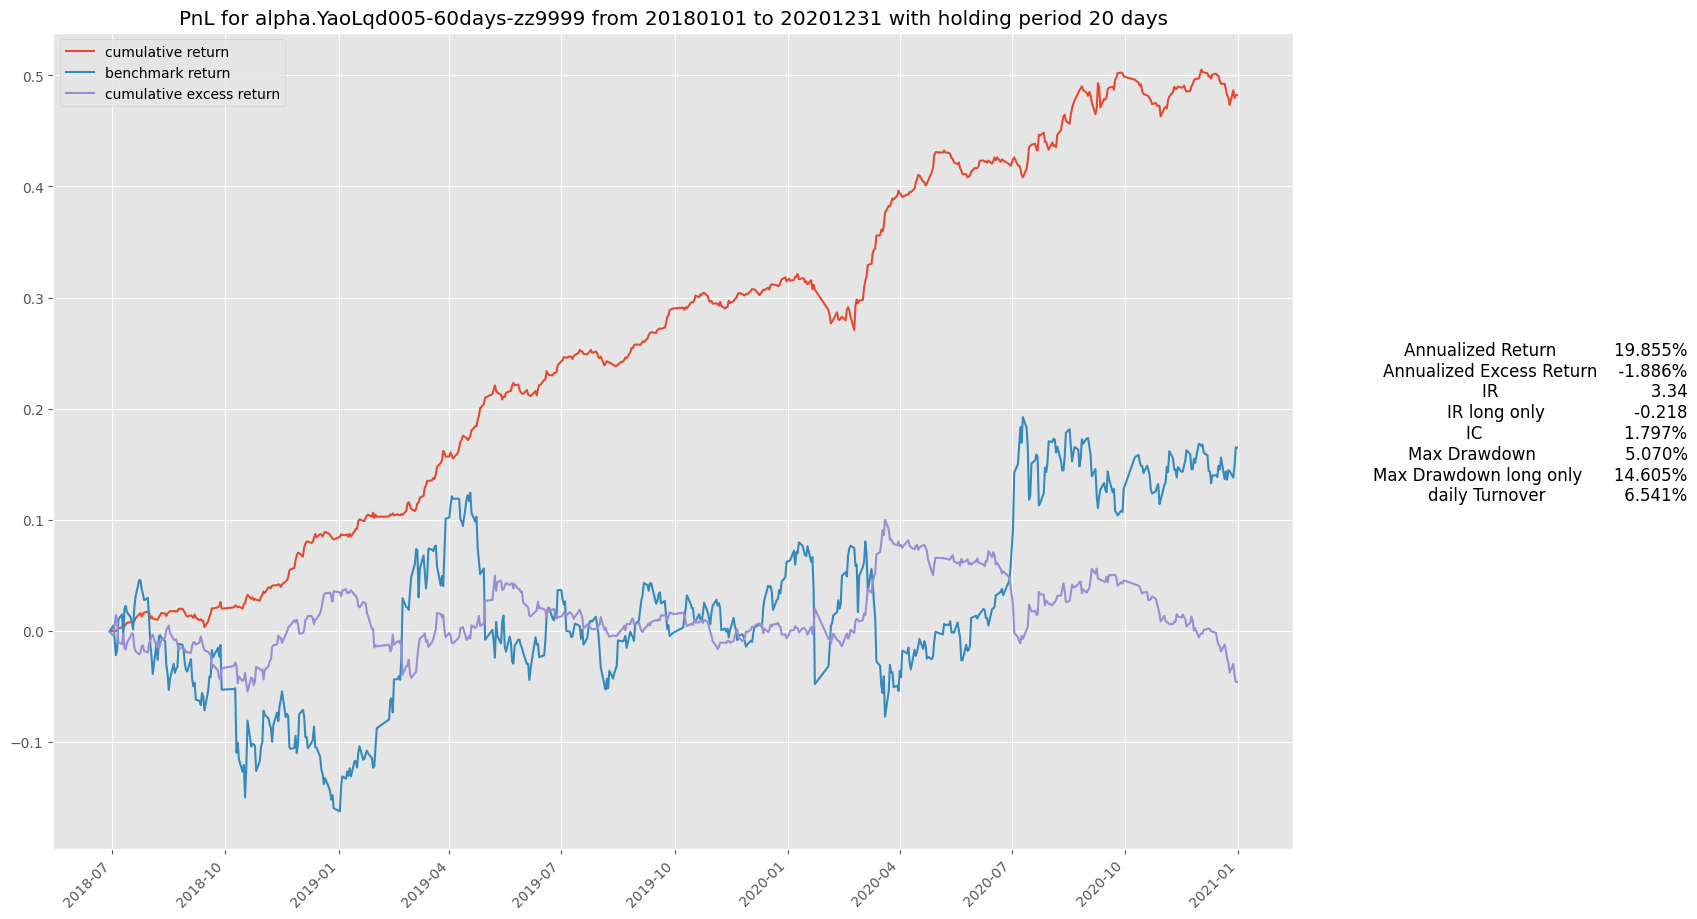 PnL for alpha.YaoLqd005-60days-zz9999 from 20180101 to 20201231 with holding period 20 days
cumulative return
benchmark return
cumulative excess return
0.5
0.4
0.3
0.2
0.1
0.0
−0.1
2018-07
2018-10
2019-01
2019-04
2019-07
2019-10
2020-01
2020-04
2020-07
2020-10
2021-01
Annualized Return 19.855%
Annualized Excess Return -1.886%
IR 3.34
IR long only -0.218
IC 1.797%
Max Drawdown 5.070%
Max Drawdown long only 14.605%
daily Turnover 6.541%